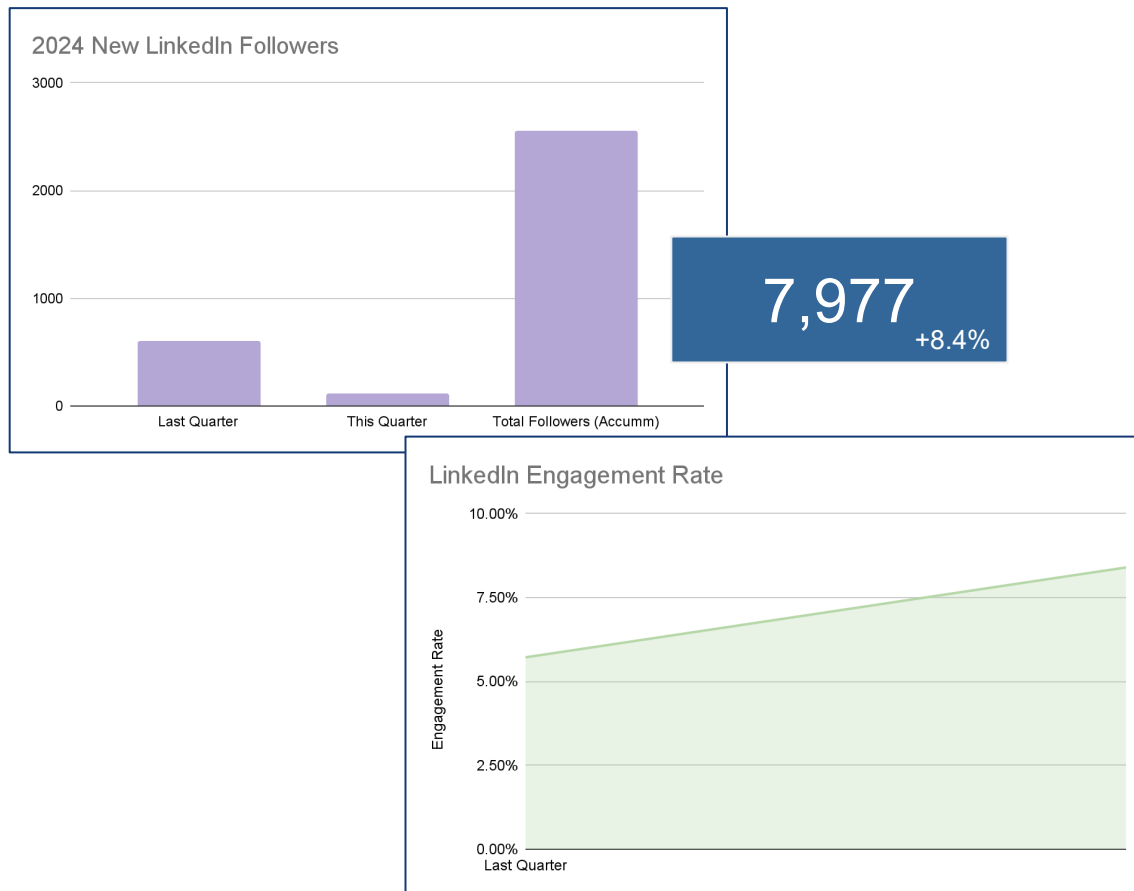 2024 New LinkedIn Followers
3000
2000
1000
0
Last Quarter
This Quarter
Total Followers (Accumm)
7,977
+8.4%
LinkedIn Engagement Rate
Engagement Rate
10.00%
7.50%
5.00%
2.50%
0.00%
Last Quarter